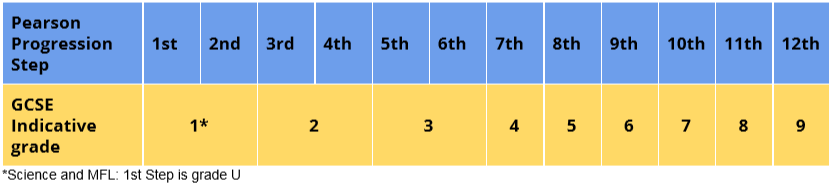 Pearson
Progression
Step
1st 2nd 3rd 4th 5th 6th 7th 8th 9th 10th 11th 12th
GCSE
Indicative
grade
1* 2 3 4 5 6 7 8 9
*Science and MFL: 1st Step is grade U